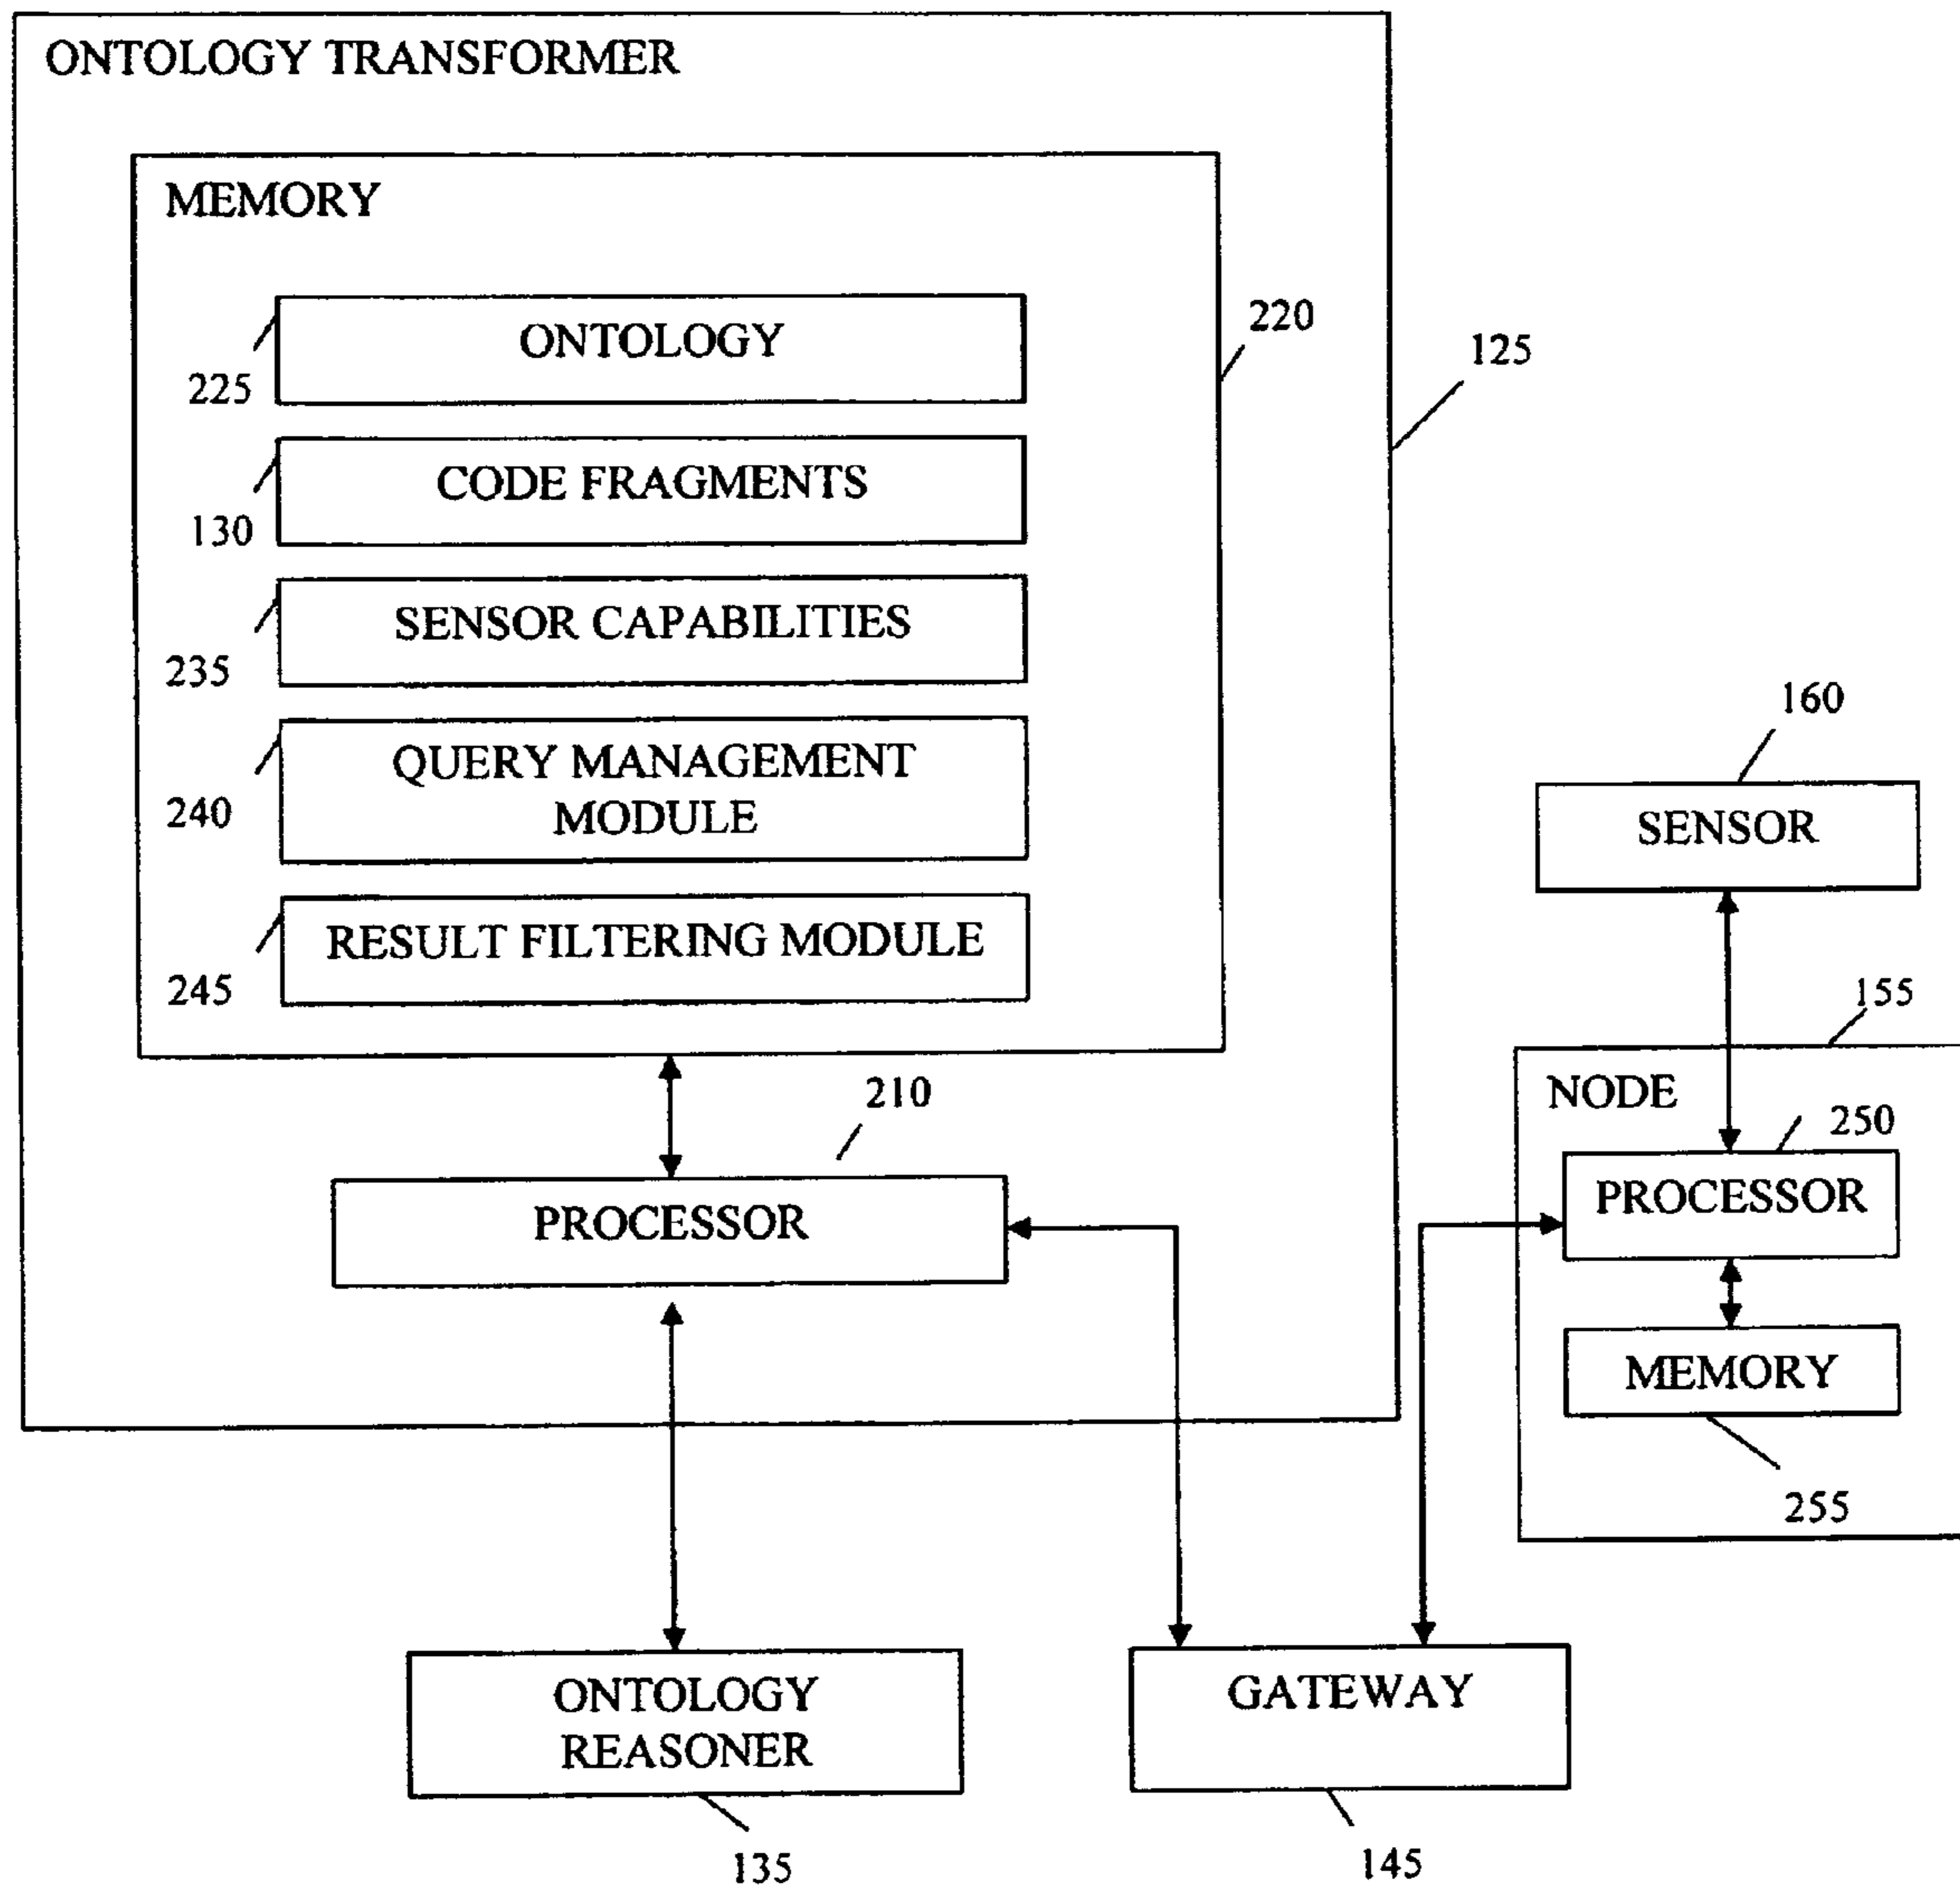 ONTOLOGY TRANSFORMER
MEMORY
ONTOLOGY
225
CODE FRAGMENTS
130
SENSOR CAPABILITIES
235
QUERY MANAGEMENT
MODULE
240
RESULT FILTERING MODULE
245
220
125
210
PROCESSOR
160
SENSOR
155
NODE
250
PROCESSOR
MEMORY
255
ONTOLOGY
REASONER
135
GATEWAY
145